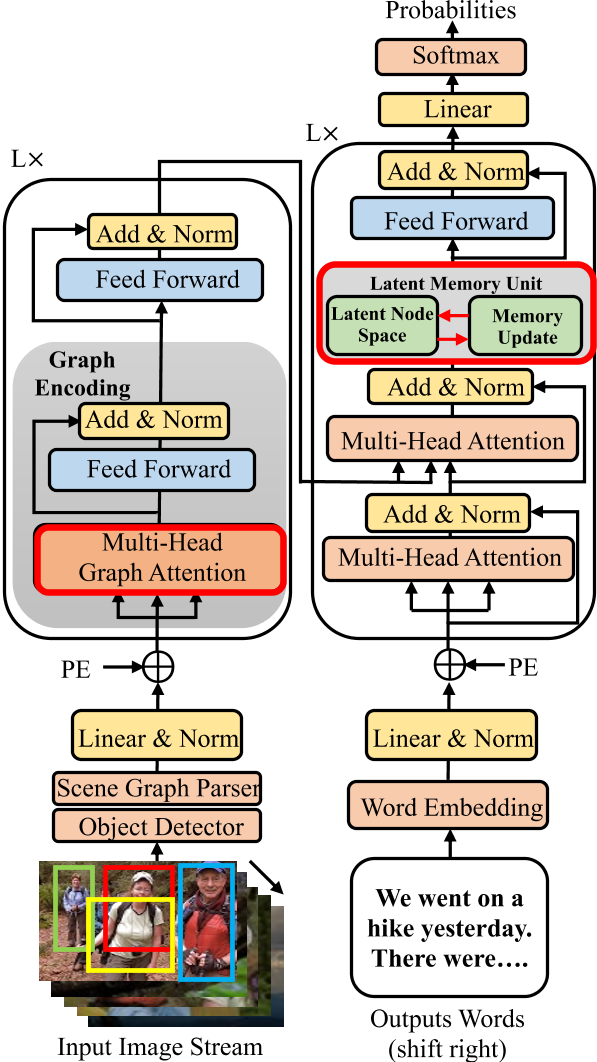 Probabilities
Softmax
Linear
L×
Add & Norm
Feed Forward
Latent Memory Unit
Latent Node
Space
Memory
Update
Add & Norm
Multi-Head Attention
Add & Norm
Multi-Head Attention
PE
Linear & Norm
Word Embedding
We went on a
hike yesterday.
There were….
Outputs Words
(shift right)
L×
Add & Norm
Feed Forward
Graph
Encoding
Add & Norm
Feed Forward
Multi-Head
Graph Attention
PE
Linear & Norm
Scene Graph Parser
Object Detector
Input Image Stream